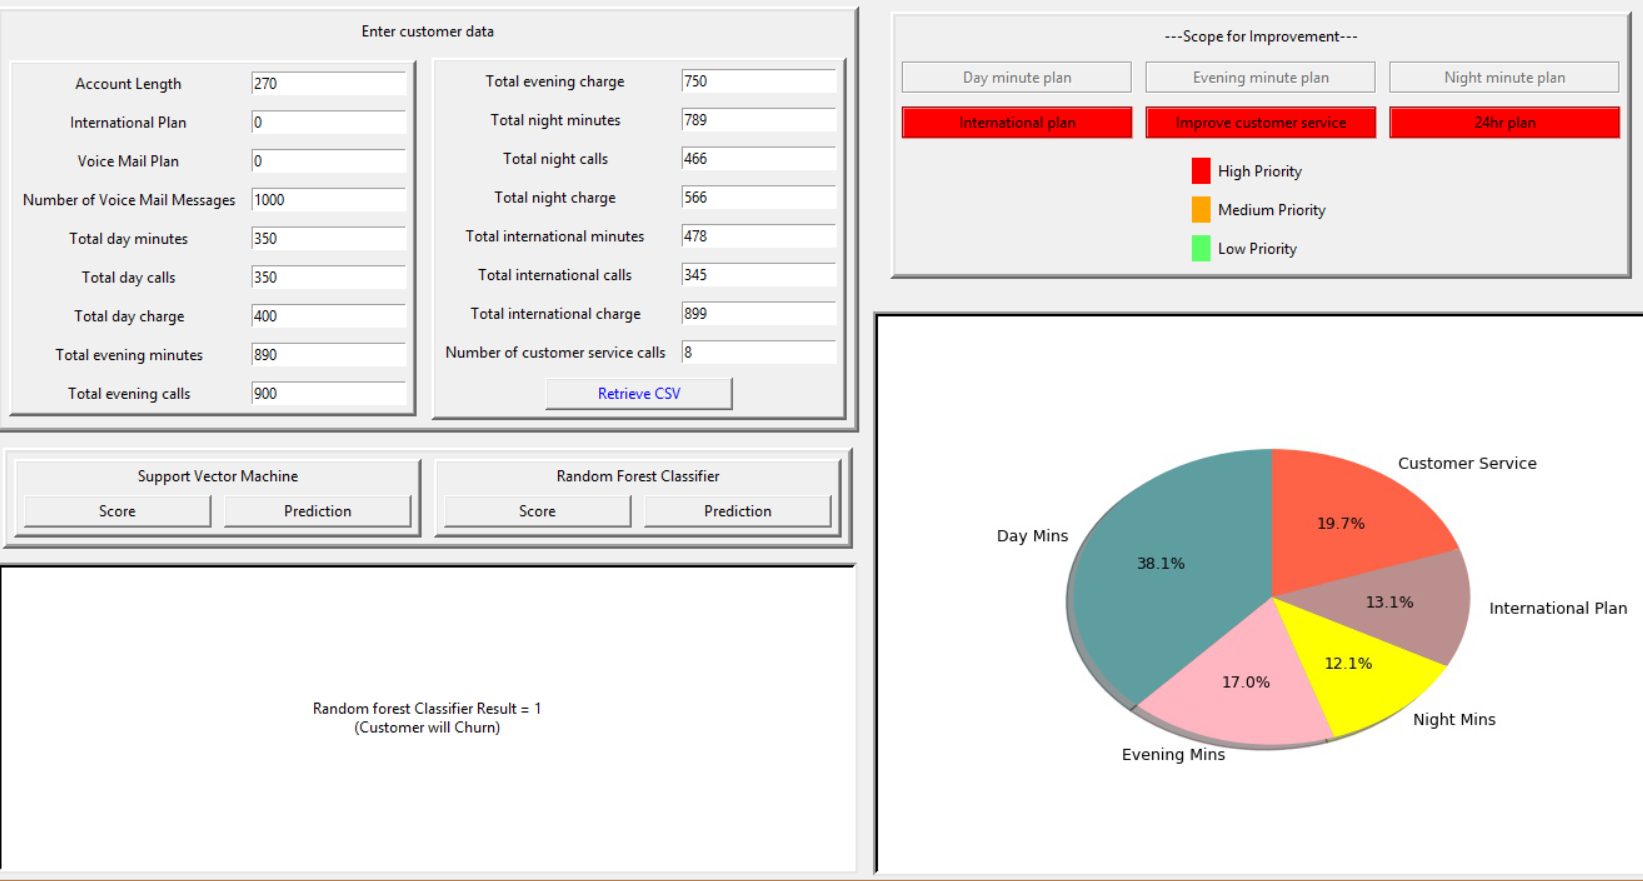 Enter customer data
Account Length 270
International Plan 0
Voice Mail Plan 0
Number of Voice Mail Messages 1000
Total day minutes 350
Total day calls 350
Total day charge 400
Total evening minutes 890
Total evening calls 900
Total evening charge 750
Total night minutes 789
Total night calls 466
Total night charge 566
Total international minutes 478
Total international calls 345
Total international charge 899
Number of customer service calls 8
Retrieve CSV
Support Vector Machine
Score Prediction
Random Forest Classifier
Score Prediction
Random forest Classifier Result = 1
(Customer will Churn)
---Scope for Improvement---
Day minute plan Evening minute plan Night minute plan
International plan Improve customer service 24hr plan
High Priority
Medium Priority
Low Priority
Customer Service
19.7%
Day Mins
38.1%
13.1%
International Plan
12.1%
17.0%
Night Mins
Evening Mins